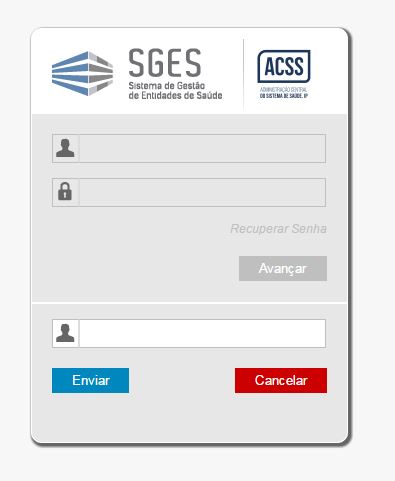 SGES
Sistema de Gestão
de Entidades de Saúde
ACSS
ADMINISTRAÇÃO CENTRAL
DO SISTEMA DE SAÚDE, IP
Recuperar Senha
Avançar
Enviar
Cancelar